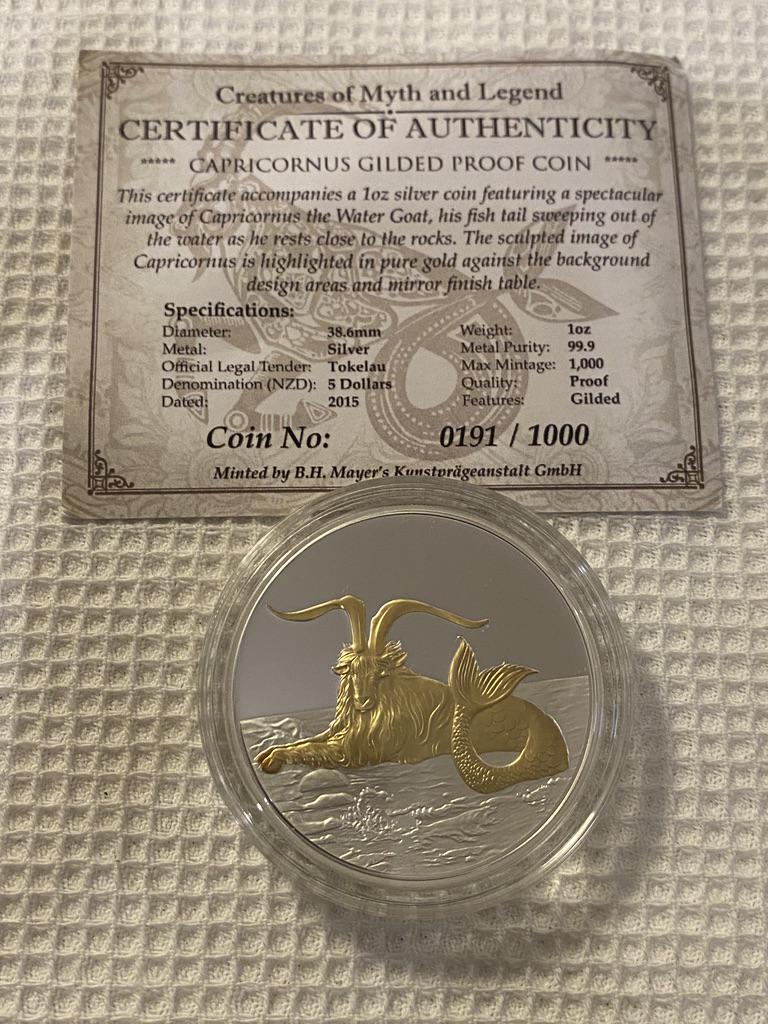 Creatures of Myth and Legend
CERTIFICATE OF AUTHENTICITY
***** CAPRICORNUS GILDED PROOF COIN *****
This certificate accompanies a 1oz silver coin featuring a spectacular
image of Capricornus the Water Goat, his fish tail sweeping out of
the water as he rests close to the rocks. The sculpted image of
Capricornus is highlighted in pure gold against the background
design areas and mirror finish table.
Specifications:
Diameter: 38.6mm Weight: 1oz
Metal: Silver Metal Purity: 99.9
Official Legal Tender: Tokelau Max Mintage: 1,000
Denomination (NZD): 5 Dollars Quality: Proof
Dated: 2015 Features: Gilded
Coin No: 0191 / 1000
Minted by B.H. Mayer's Kunstprägeanstalt GmbH